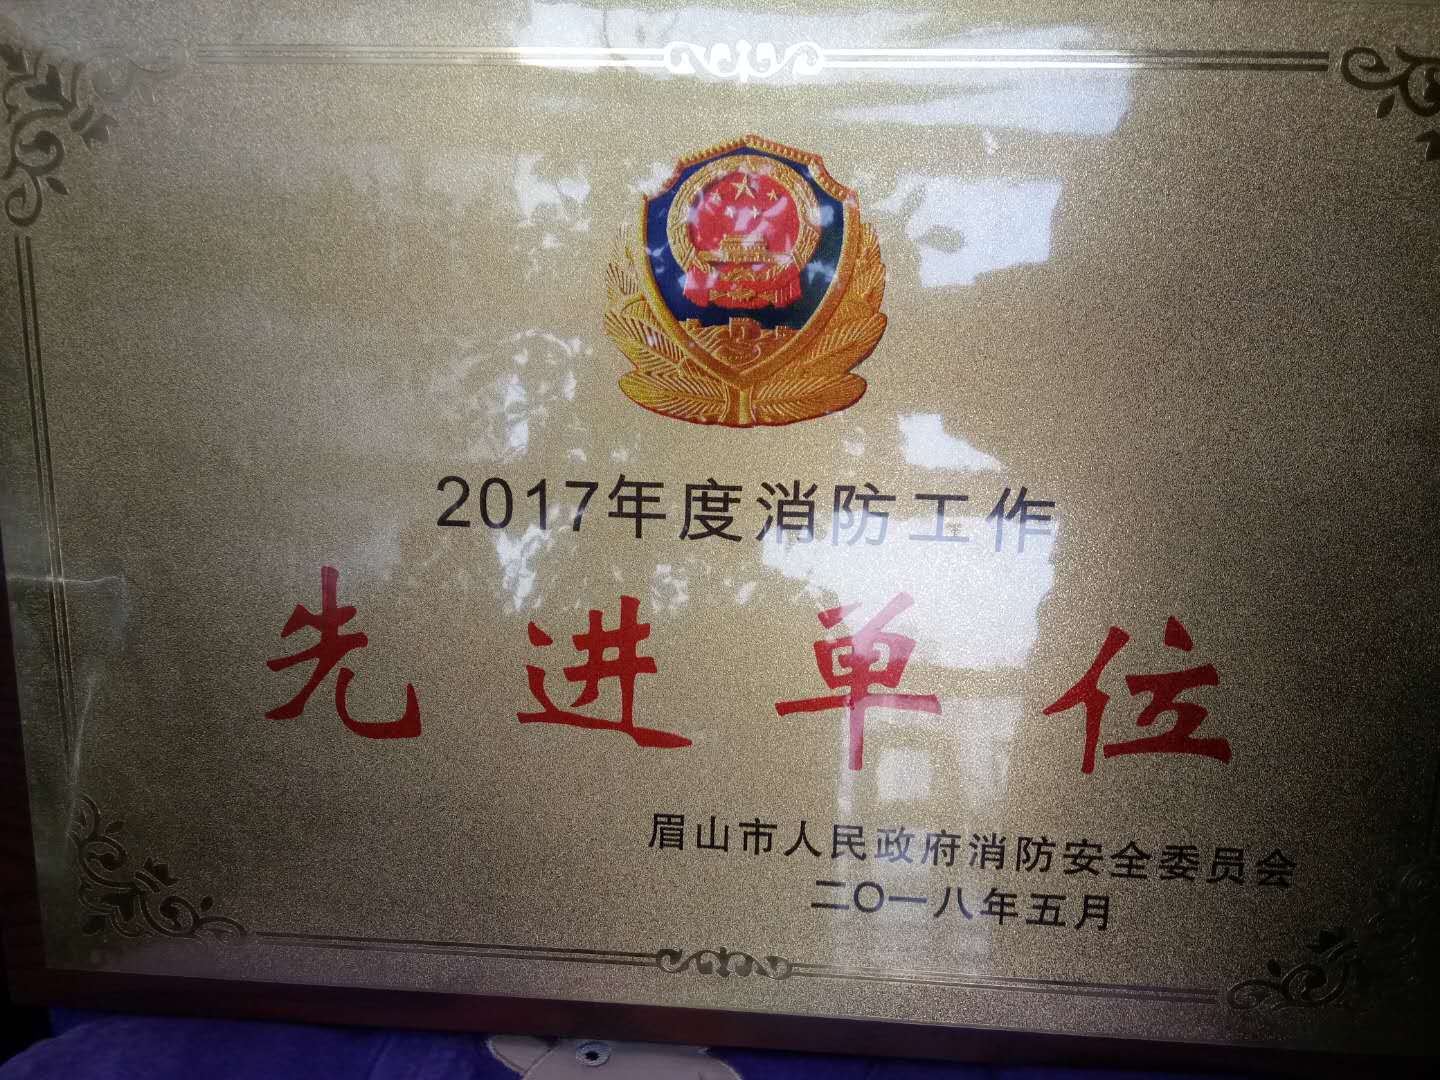 2017年度消防工作
先进单位
眉山市人民政府消防安全委员会
二〇一八年五月